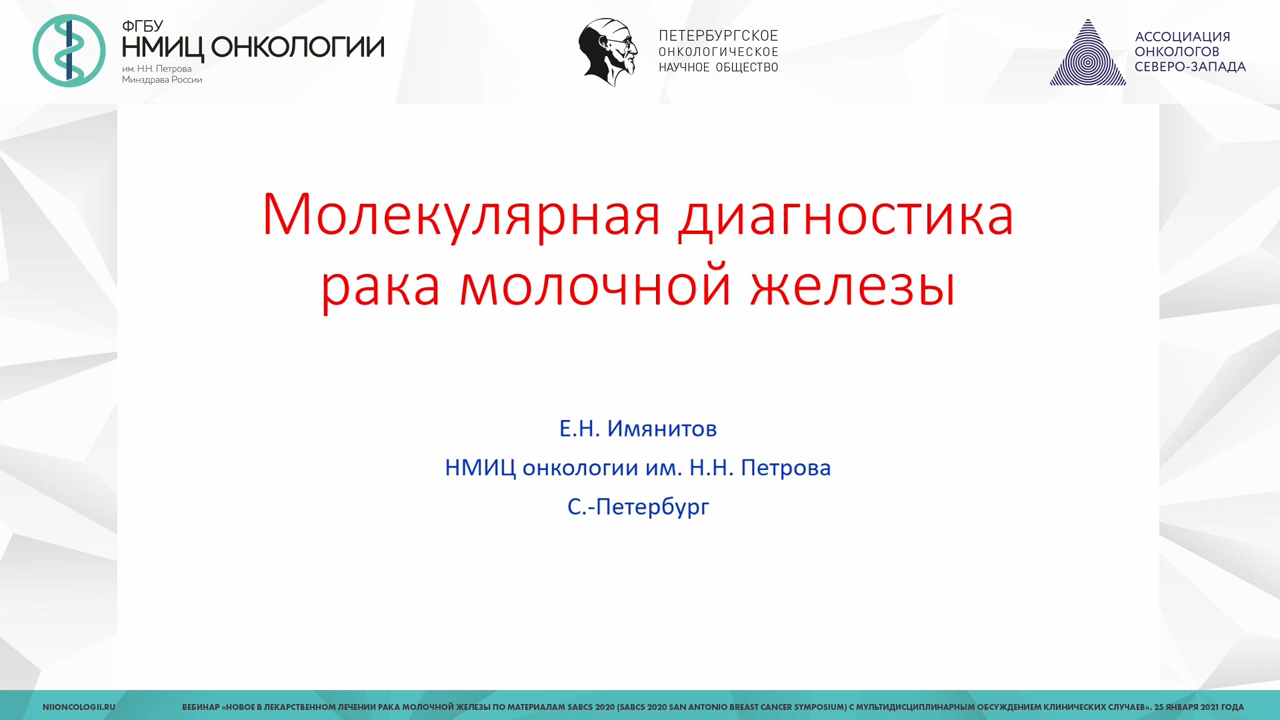 ФГБУ
НМИЦ ОНКОЛОГИИ
им. Н.Н. Петрова
Минздрава России
ПЕТЕРБУРГСКОЕ
ОНКОЛОГИЧЕСКОЕ
НАУЧНОЕ ОБЩЕСТВО
АССОЦИАЦИЯ
ОНКОЛОГОВ
СЕВЕРО-ЗАПАДА
Молекулярная диагностика
рака молочной железы
Е.Н. Имянитов
НМИЦ онкологии им. Н.Н. Петрова
С.-Петербург
NIIONCOLOGII.RU
ВЕБИНАР «НОВОЕ В ЛЕКАРСТВЕННОМ ЛЕЧЕНИИ РАКА МОЛОЧНОЙ ЖЕЛЕЗЫ ПО МАТЕРИАЛАМ SABCS 2020 (SABCS 2020 SAN ANTONIO BREAST CANCER SYMPOSIUM) С МУЛЬТИДИСЦИПЛИНАРНЫМ ОБСУЖДЕНИЕМ КЛИНИЧЕСКИХ СЛУЧАЕВ». 25 ЯНВАРЯ 2021 ГОДА